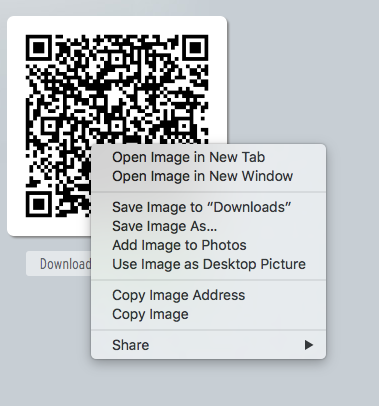 Download
Open Image in New Tab
Open Image in New Window
Save Image to “Downloads”
Save Image As...
Add Image to Photos
Use Image as Desktop Picture
Copy Image Address
Copy Image
Share